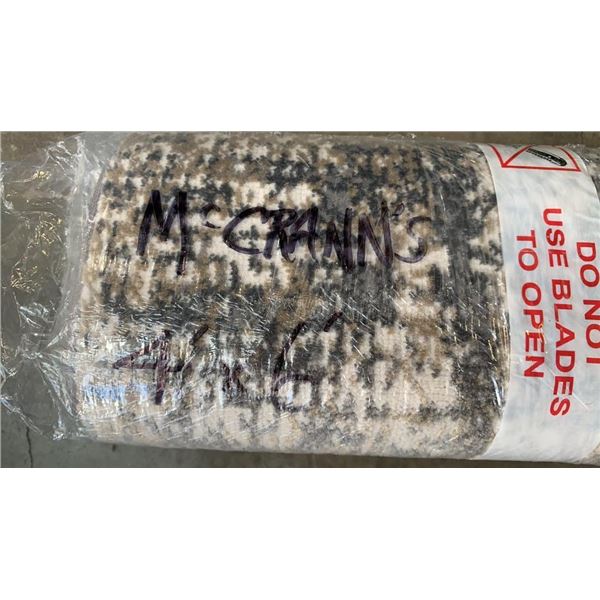 McCRANN'S
4' x 6'
DO NOT
USE BLADES
TO OPEN